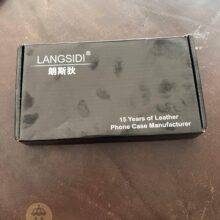 LANGSIDI®
朗斯狄
15 Years of Leather
Phone Case Manufacturer